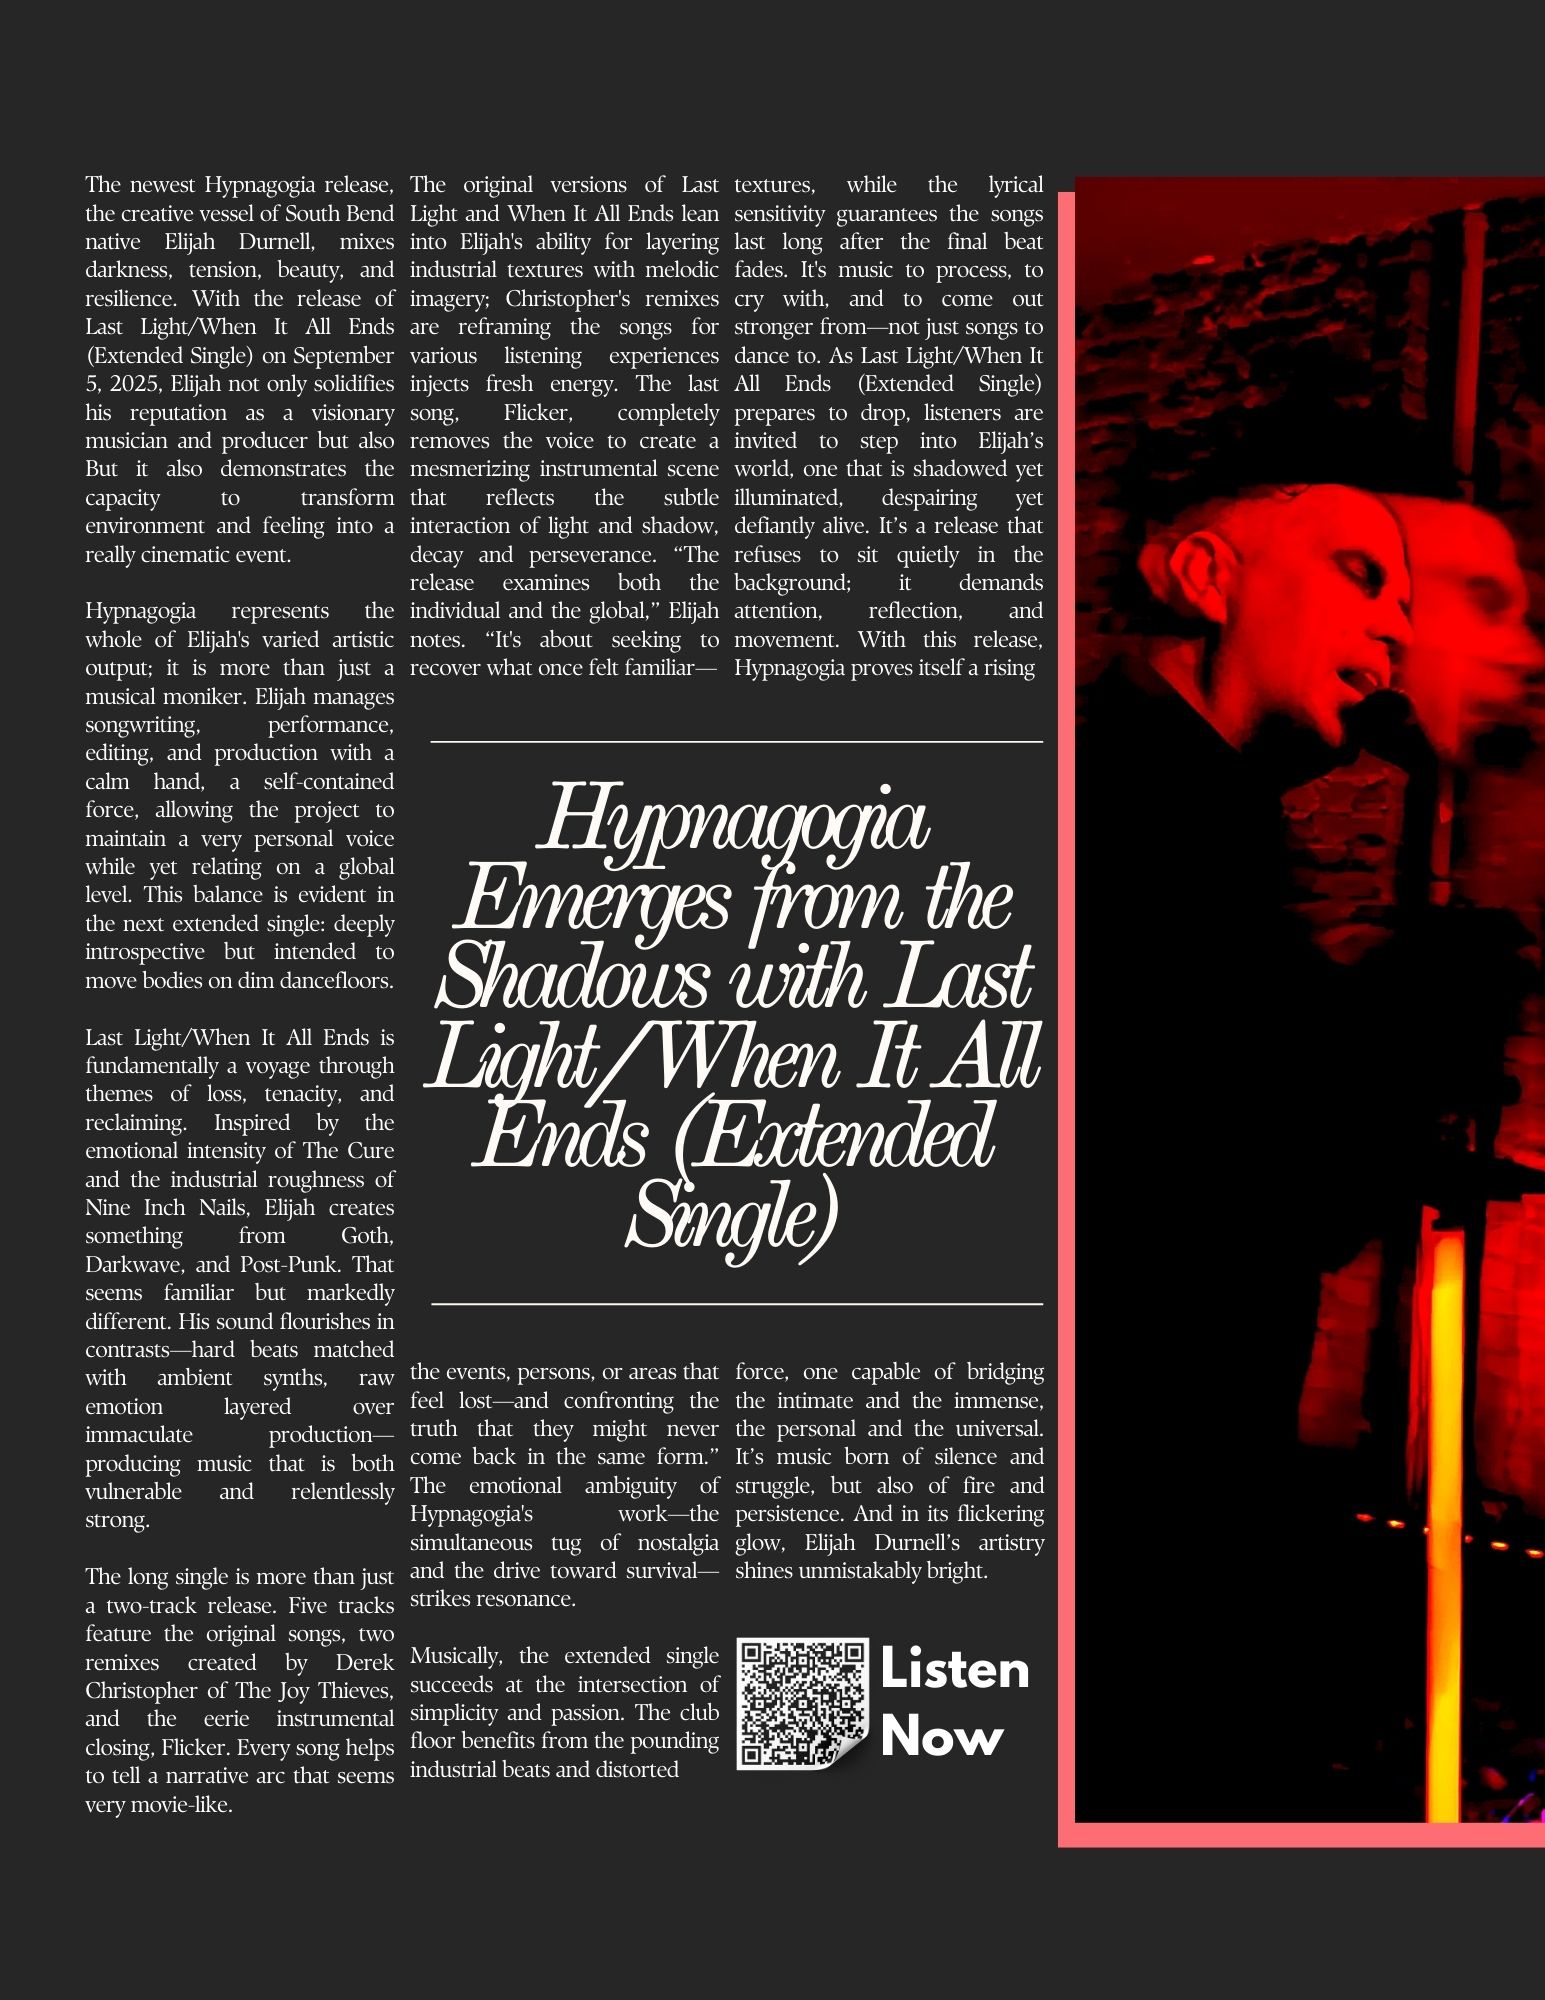 The newest Hypnagogia release,
the creative vessel of South Bend
native Elijah Durnell, mixes
darkness, tension, beauty, and
resilience. With the release of
Last Light/When It All Ends
(Extended Single) on September
5, 2025, Elijah not only solidifies
his reputation as a visionary
musician and producer but also
But it also demonstrates the
capacity to transform
environment and feeling into a
really cinematic event.
Hypnagogia represents the
whole of Elijah's varied artistic
output; it is more than just a
musical moniker. Elijah manages
songwriting, performance,
editing, and production with a
calm hand, a self-contained
force, allowing the project to
maintain a very personal voice
while yet relating on a global
level. This balance is evident in
the next extended single: deeply
introspective but intended to
move bodies on dim dancefloors.
Last Light/When It All Ends is
fundamentally a voyage through
themes of loss, tenacity, and
reclaiming. Inspired by the
emotional intensity of The Cure
and the industrial roughness of
Nine Inch Nails, Elijah creates
something from Goth,
Darkwave, and Post-Punk. That
seems familiar but markedly
different. His sound flourishes in
contrasts—hard beats matched
with ambient synths, raw
emotion layered over
immaculate production—
producing music that is both
vulnerable and relentlessly
strong.
The long single is more than just
a two-track release. Five tracks
feature the original songs, two
remixes created by Derek
Christopher of The Joy Thieves,
and the eerie instrumental
closing, Flicker. Every song helps
to tell a narrative arc that seems
very movie-like.
The original versions of Last
Light and When It All Ends lean
into Elijah's ability for layering
industrial textures with melodic
imagery; Christopher's remixes
are reframing the songs for
various listening experiences
injects fresh energy. The last
song, Flicker, completely
removes the voice to create a
mesmerizing instrumental scene
that reflects the subtle
interaction of light and shadow,
decay and perseverance. “The
release examines both the
individual and the global,” Elijah
notes. “It's about seeking to
recover what once felt familiar—
the events, persons, or areas that
feel lost—and confronting the
truth that they might never
come back in the same form.”
The emotional ambiguity of
Hypnagogia's work—the
simultaneous tug of nostalgia
and the drive toward survival—
strikes resonance.
Musically, the extended single
succeeds at the intersection of
simplicity and passion. The club
floor benefits from the pounding
industrial beats and distorted
textures, while the lyrical
sensitivity guarantees the songs
last long after the final beat
fades. It's music to process, to
cry with, and to come out
stronger from—not just songs to
dance to. As Last Light/When It
All Ends (Extended Single)
prepares to drop, listeners are
invited to step into Elijah’s
world, one that is shadowed yet
illuminated, despairing yet
defiantly alive. It’s a release that
refuses to sit quietly in the
background; it demands
attention, reflection, and
movement. With this release,
Hypnagogia proves itself a rising
force, one capable of bridging
the intimate and the immense,
the personal and the universal.
It’s music born of silence and
struggle, but also of fire and
persistence. And in its flickering
glow, Elijah Durnell’s artistry
shines unmistakably bright.
Hypnagogia
Emerges from the
Shadows with Last
Light/When It All
Ends (Extended
Single)
Listen
Now